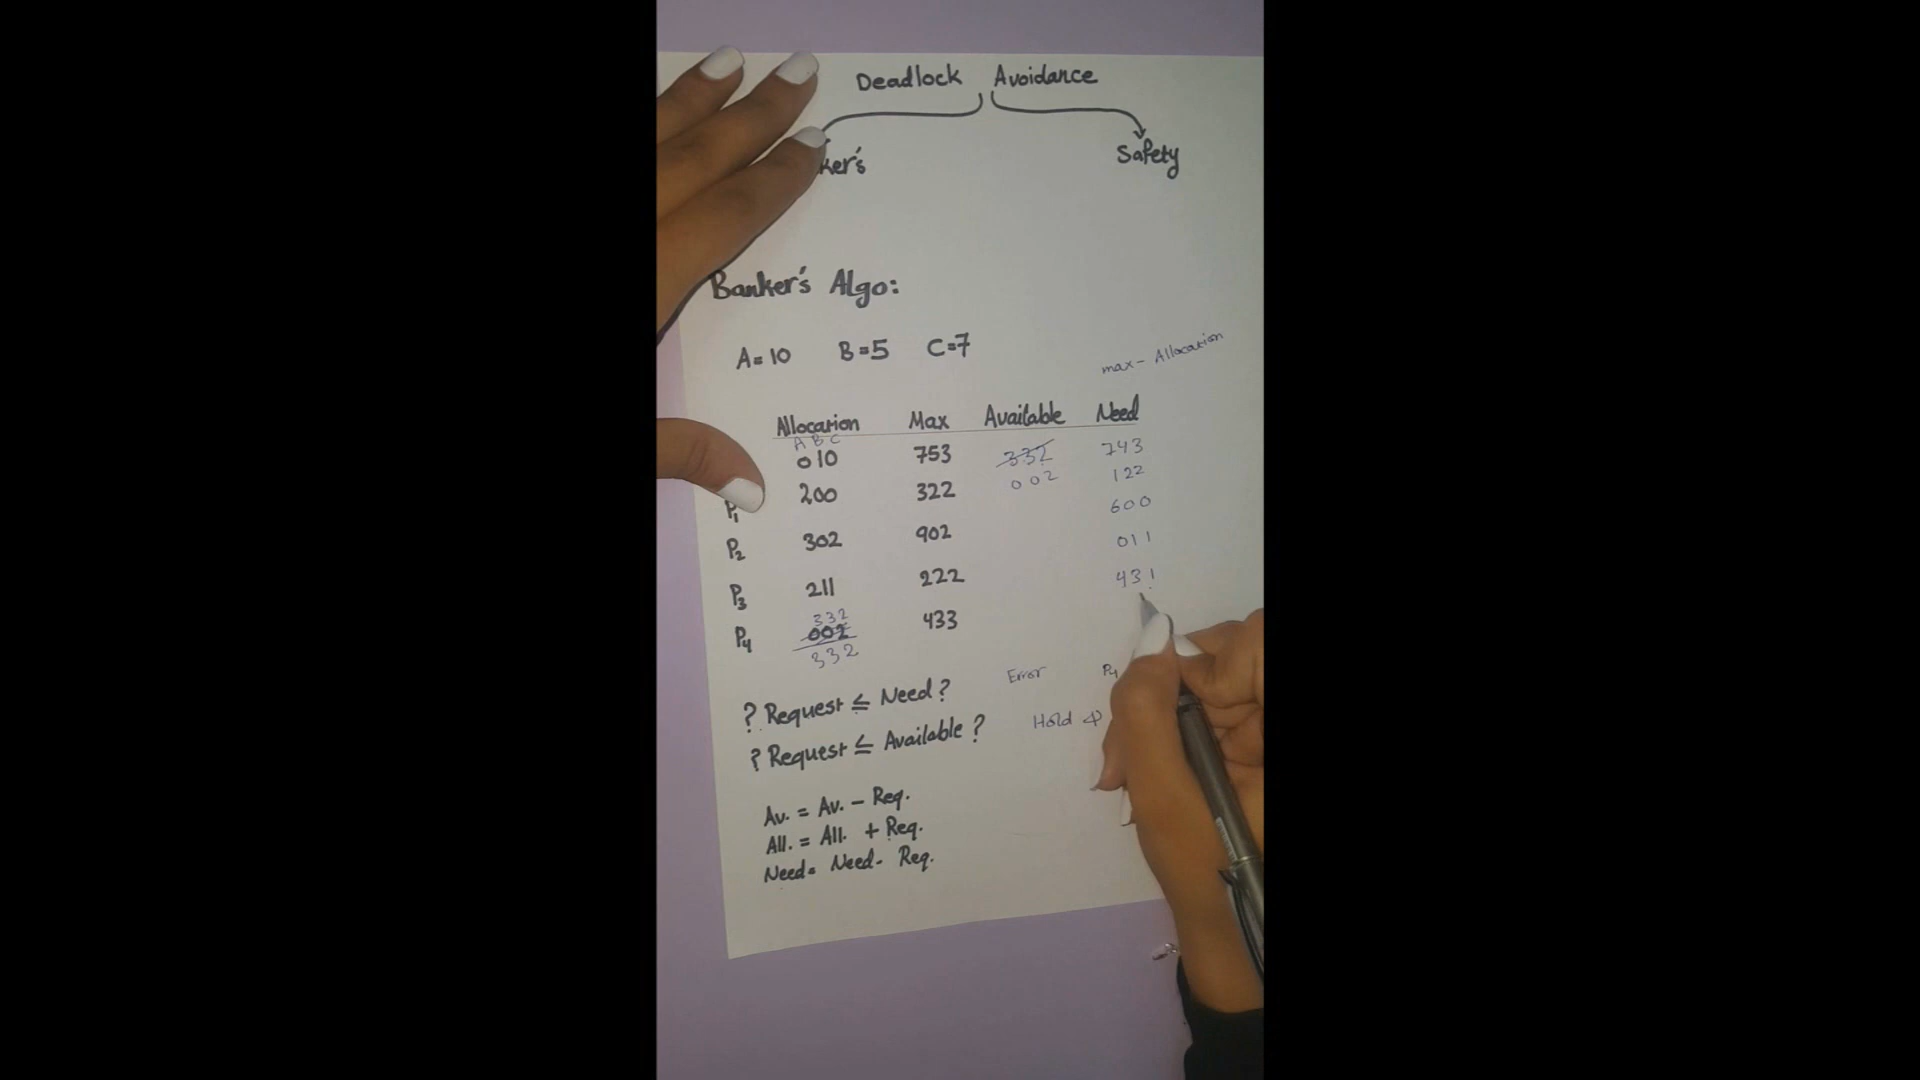 Deadlock Avoidance
ker's Safety
Banker's Algo:
A=10 B=5 C=7
max- Allocation
Allocarion Max Available Need
A B C
010 753 332 743
002
P1 200 322 122
P2 302 902 600
P3 211 222 011
332
P4 002 433 431
332
? Request ≤ Need? Error P4
? Request ≤ Available? Hold
Av. = Av. - Req.
All. = All. + Req.
Need= Need- Req.